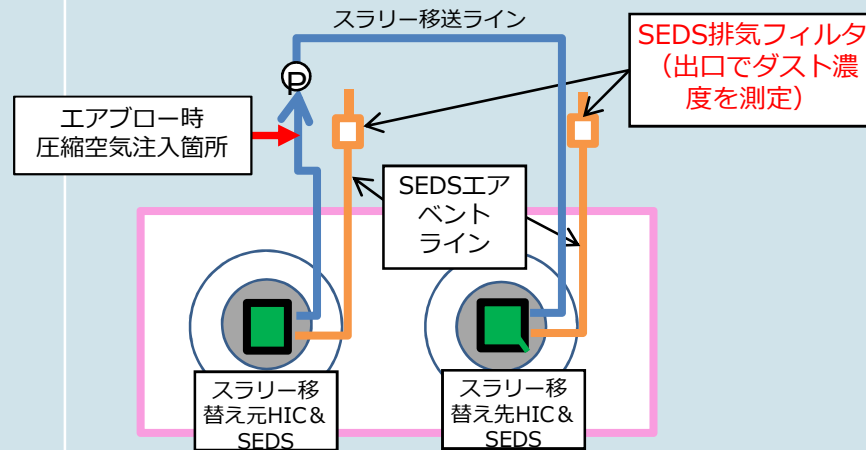 スラリー移送ライン
SEDS排気フィルタ
（出口でダスト濃
度を測定）
P
エアブロー時
圧縮空気注入箇所
SEDSエア
ベント
ライン
スラリー移
替え元HIC＆
SEDS
スラリー移
替え先HIC＆
SEDS